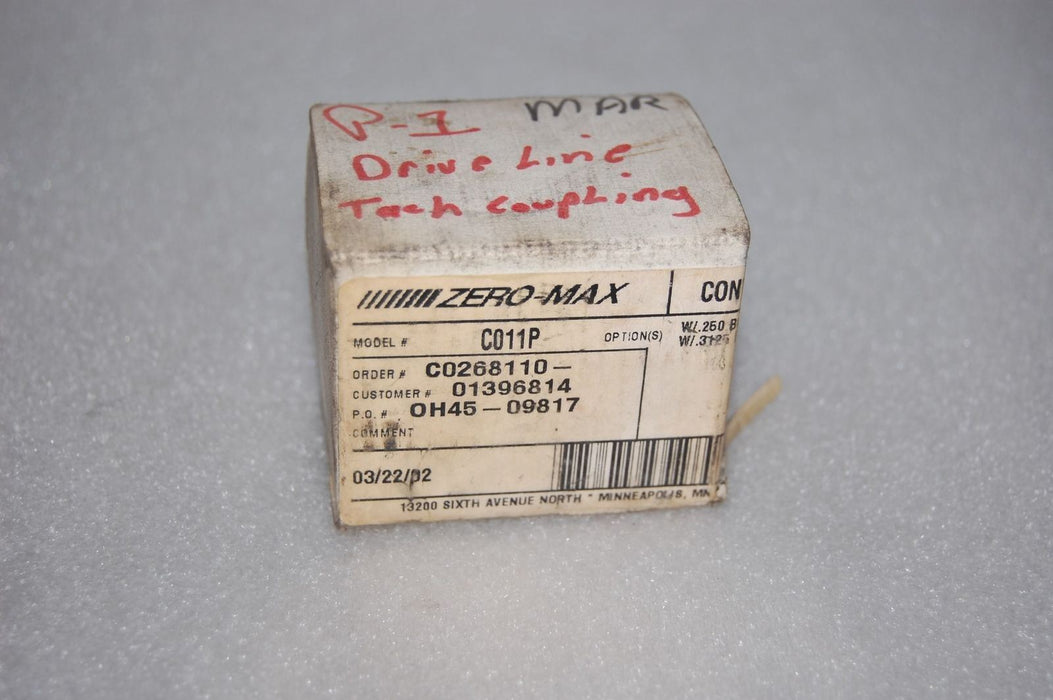 P-1 MAR
Drive Line
Tach coupling
ZERO-MAX CON
MODEL # C011P OPTION(S) W/.250 B
W/.312
ORDER # C0268110-
CUSTOMER # 01396814
P.O. # OH45-09817
COMMENT
03/22/02
13200 SIXTH AVENUE NORTH * MINNEAPOLIS, MN